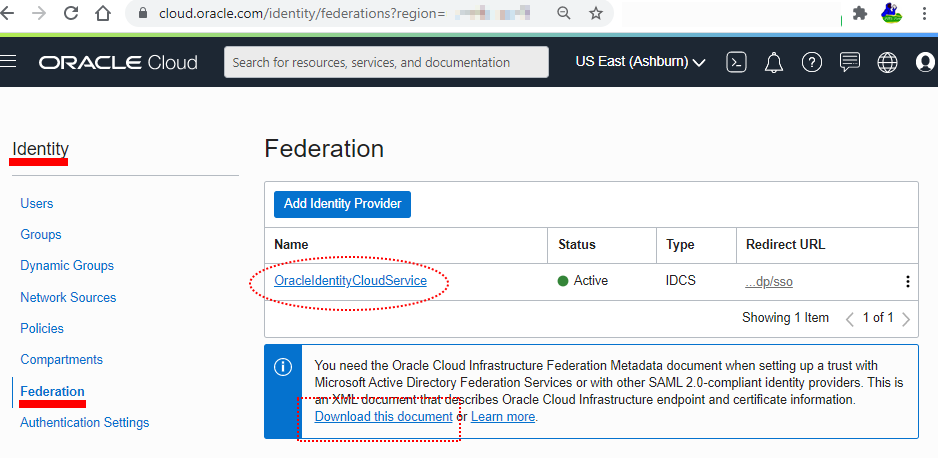 cloud.oracle.com/identity/federations?region=
ORACLE Cloud
Search for resources, services, and documentation
US East (Ashburn)
Identity
Users
Groups
Dynamic Groups
Network Sources
Policies
Compartments
Federation
Authentication Settings
Federation
Add Identity Provider
Name Status Type Redirect URL
OracleIdentityCloudService Active IDCS ...dp/sso
Showing 1 Item 1 of 1
You need the Oracle Cloud Infrastructure Federation Metadata document when setting up a trust with
Microsoft Active Directory Federation Services or with other SAML 2.0-compliant identity providers. This is
an XML document that describes Oracle Cloud Infrastructure endpoint and certificate information.
Download this document or Learn more.